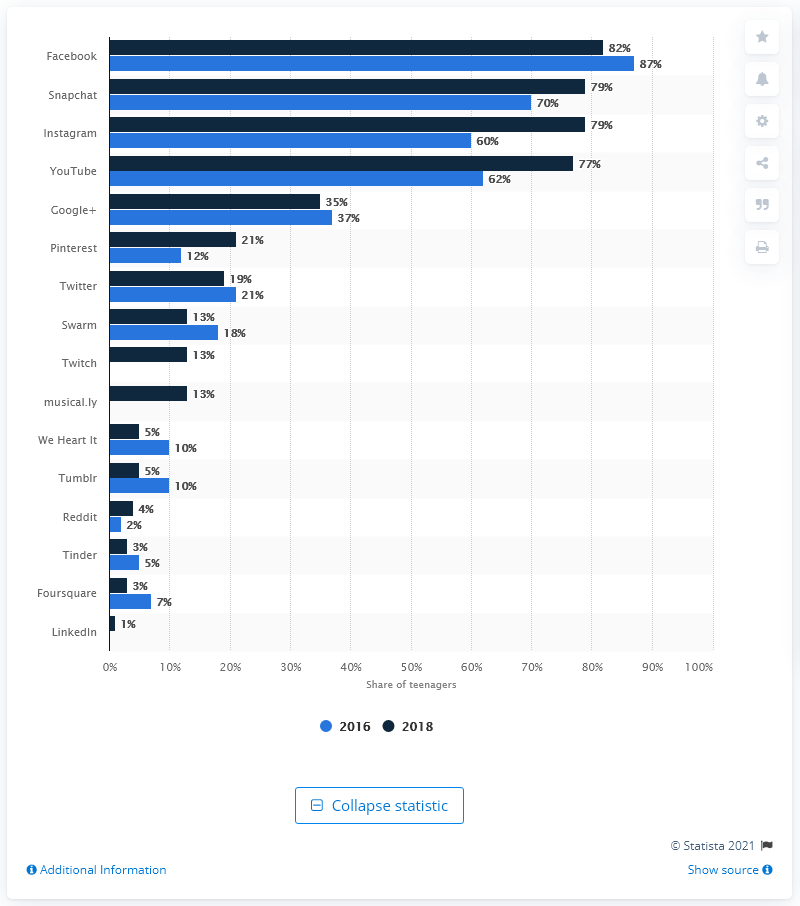 Facebook 82%
87%
Snapchat 79%
70%
Instagram 79%
60%
YouTube 77%
62%
Google+ 35%
37%
Pinterest 21%
12%
Twitter 19%
21%
Swarm 13%
18%
Twitch 13%
musical.ly 13%
We Heart It 5%
10%
Tumblr 5%
10%
Reddit 4%
2%
Tinder 3%
5%
Foursquare 3%
7%
LinkedIn 1%
0% 10% 20% 30% 40% 50% 60% 70% 80% 90% 100%
Share of teenagers
2016 2018
Collapse statistic
© Statista 2021
Additional Information Show source